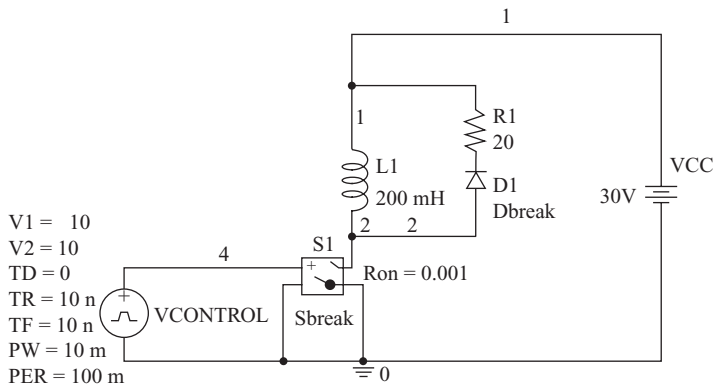 1
1
R1
20
L1
200 mH
D1
Dbreak
VCC
30V
2
2
S1
4
+
Ron = 0.001
V1 = 10
V2 = 10
TD = 0
TR = 10 n
TF = 10 n
PW = 10 m
PER = 100 m
+
VCONTROL
Sbreak
0